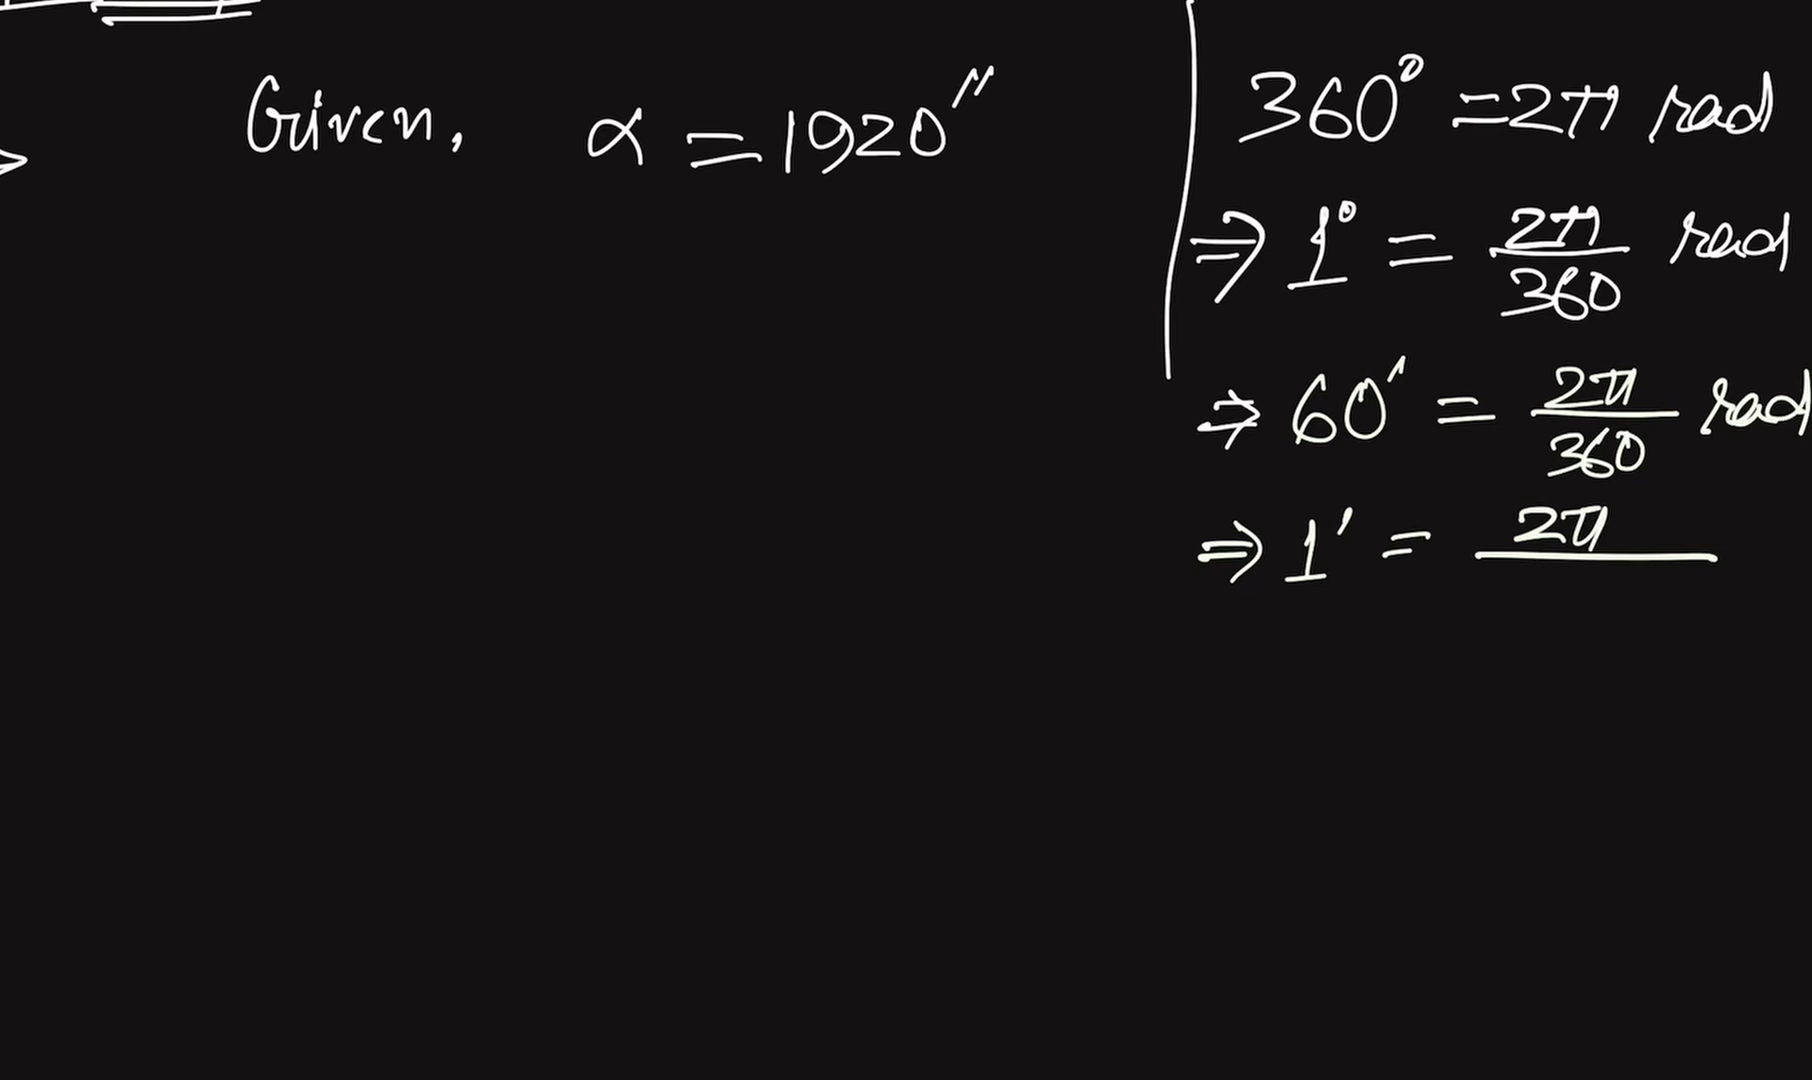 Given, α = 1920″
360° = 2π rad
⇒ 1° = 2π/360 rad
⇒ 60′ = 2π/360 rad
⇒ 1′ = 2π/